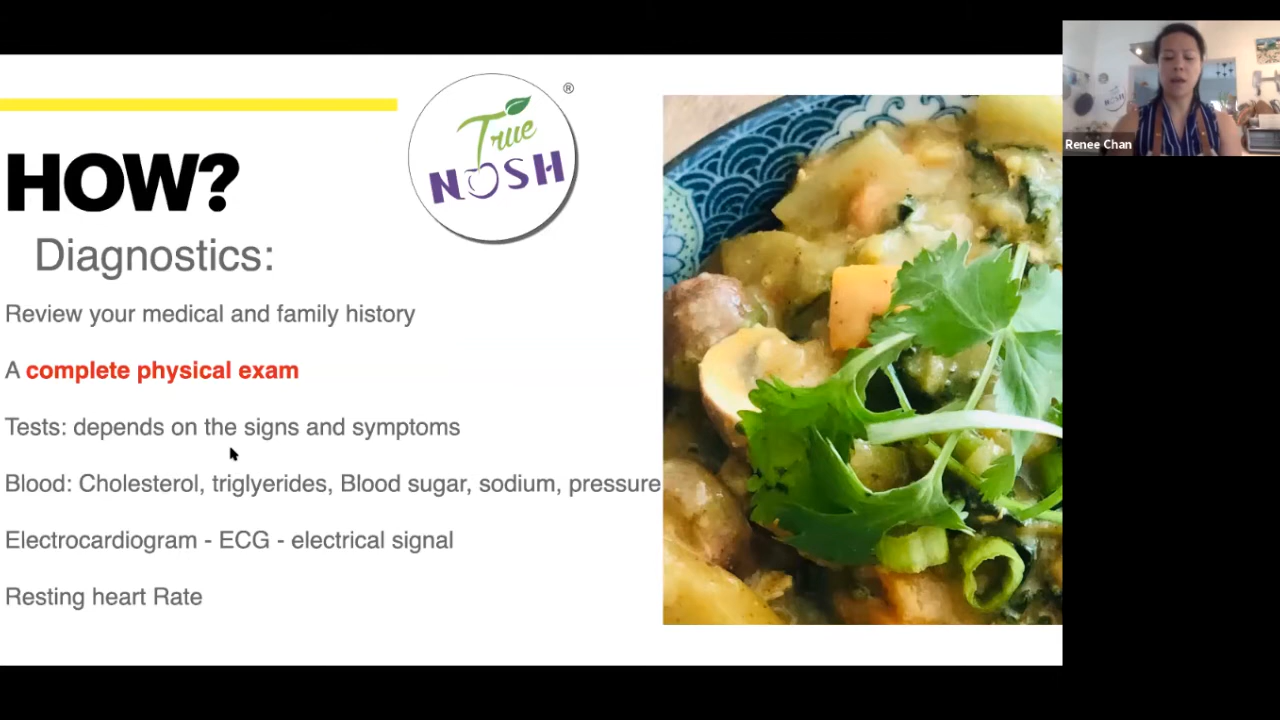 True
NOSH
®
HOW?
Diagnostics:
Review your medical and family history
A complete physical exam
Tests: depends on the signs and symptoms
Blood: Cholesterol, triglyerides, Blood sugar, sodium, pressure
Electrocardiogram - ECG - electrical signal
Resting heart Rate
Renee Chan
NOSH